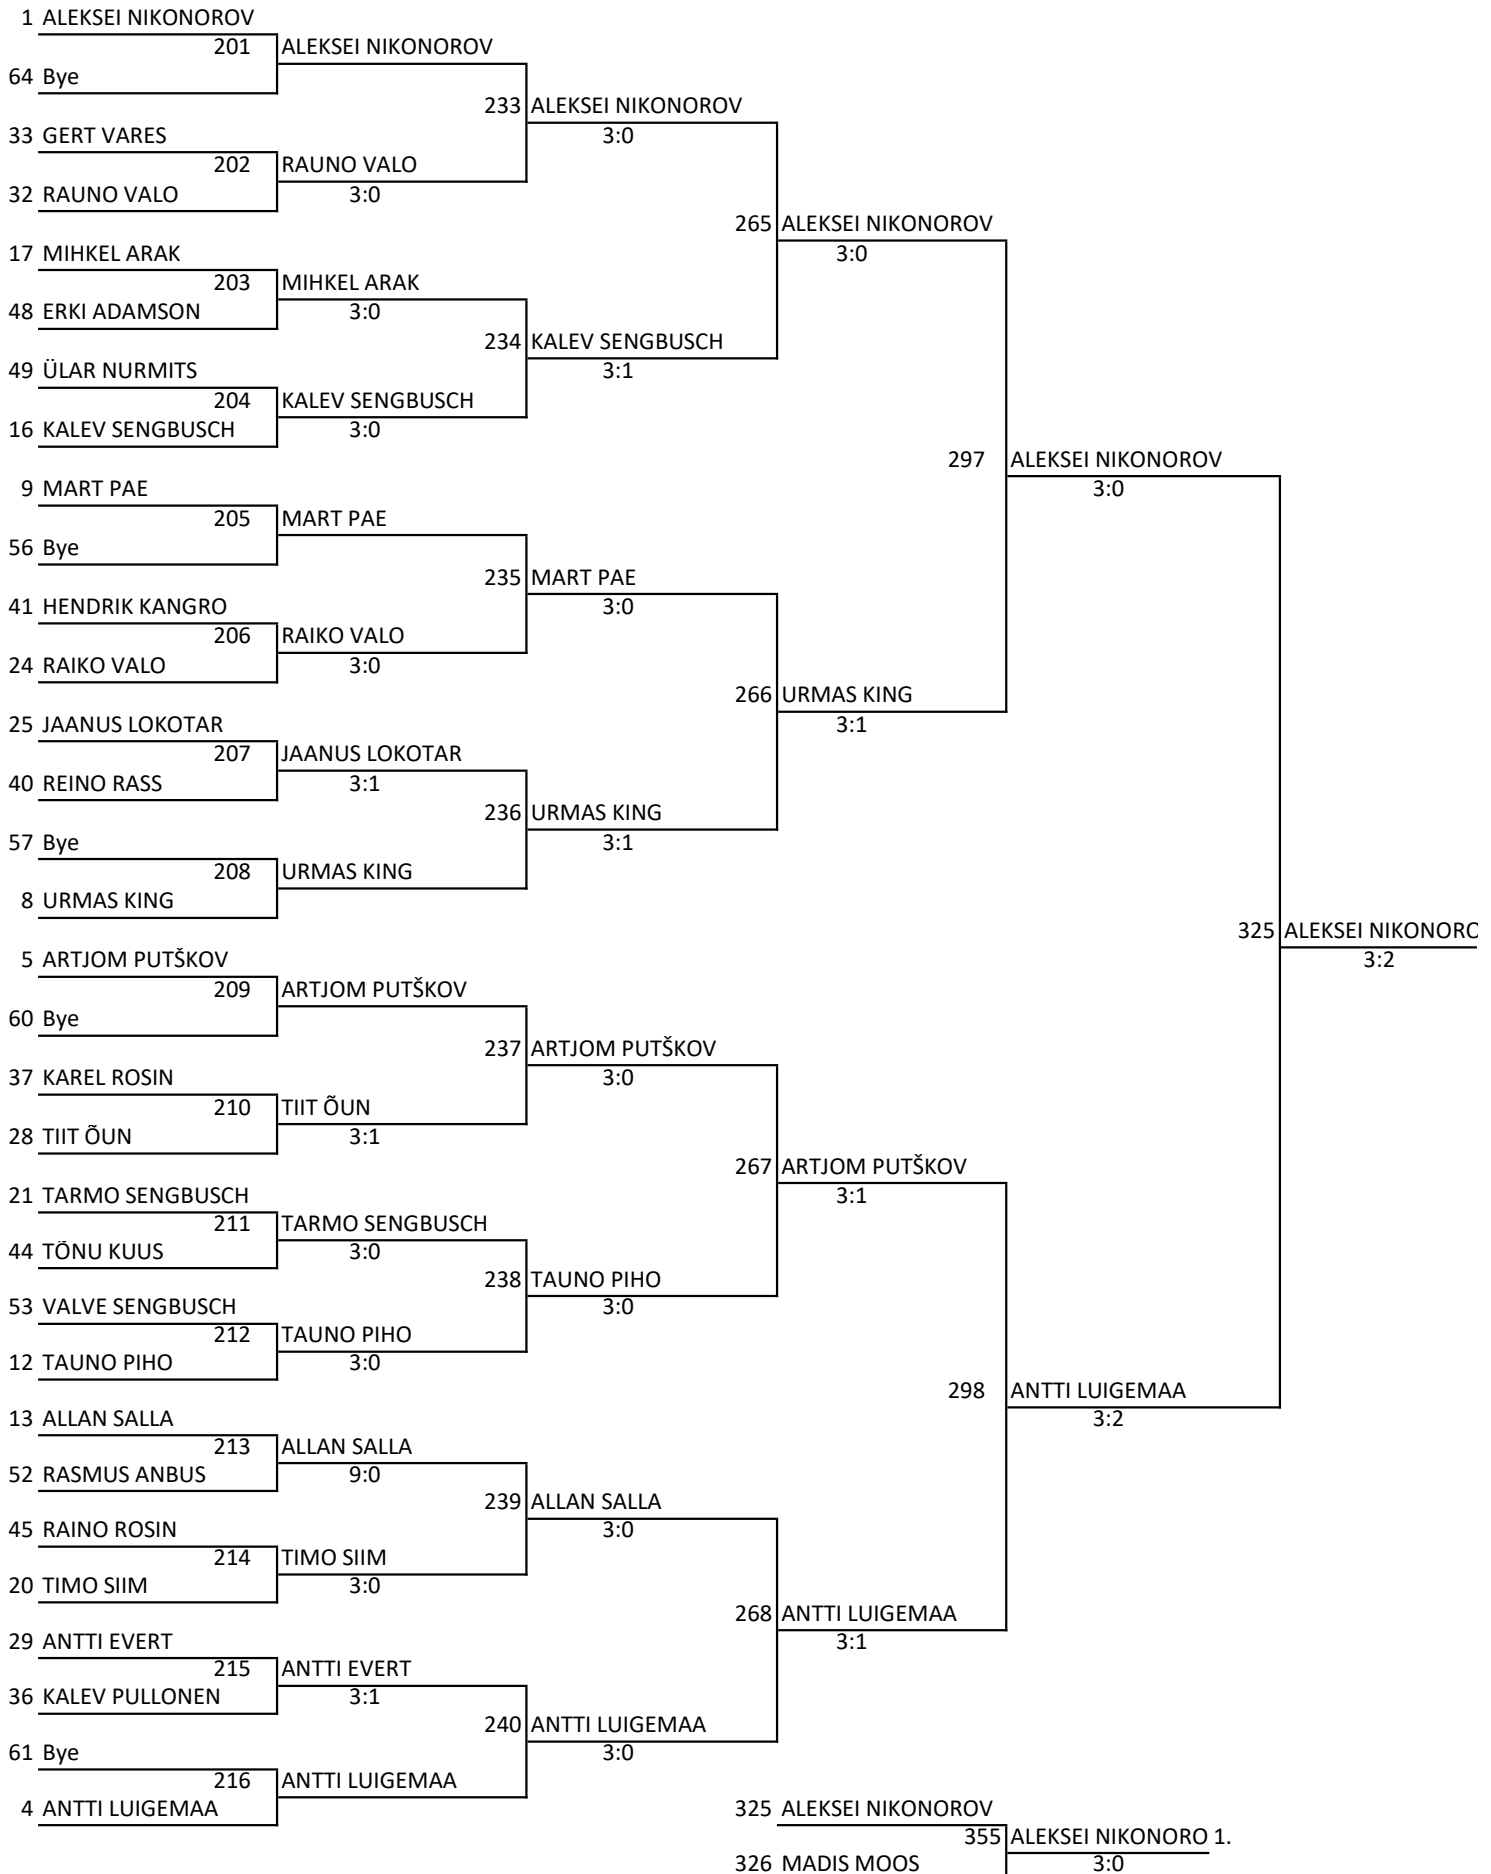 1 ALEKSEI NIKONOROV
201 ALEKSEI NIKONOROV
64 Bye
233 ALEKSEI NIKONOROV
33 GERT VARES 3:0
202 RAUNO VALO
32 RAUNO VALO 3:0
265 ALEKSEI NIKONOROV
17 MIHKEL ARAK 3:0
203 MIHKEL ARAK
48 ERKI ADAMSON 3:0
234 KALEV SENGBUSCH
49 ÜLAR NURMITS 3:1
204 KALEV SENGBUSCH
16 KALEV SENGBUSCH 3:0
297 ALEKSEI NIKONOROV
9 MART PAE 3:0
205 MART PAE
56 Bye
235 MART PAE
41 HENDRIK KANGRO 3:0
206 RAIKO VALO
24 RAIKO VALO 3:0
266 URMAS KING
25 JAANUS LOKOTAR 3:1
207 JAANUS LOKOTAR
40 REINO RASS 3:1
236 URMAS KING
57 Bye 3:1
208 URMAS KING
8 URMAS KING
325 ALEKSEI NIKONORO
5 ARTJOM PUTŠKOV 3:2
209 ARTJOM PUTŠKOV
60 Bye
237 ARTJOM PUTŠKOV
37 KAREL ROSIN 3:0
210 TIIT ÕUN
28 TIIT ÕUN 3:1
267 ARTJOM PUTŠKOV
21 TARMO SENGBUSCH 3:1
211 TARMO SENGBUSCH
44 TÕNU KUUS 3:0
238 TAUNO PIHO
53 VALVE SENGBUSCH 3:0
212 TAUNO PIHO
12 TAUNO PIHO 3:0
298 ANTTI LUIGEMAA
13 ALLAN SALLA 3:2
213 ALLAN SALLA
52 RASMUS ANBUS 9:0
239 ALLAN SALLA
45 RAINO ROSIN 3:0
214 TIMO SIIM
20 TIMO SIIM 3:0
268 ANTTI LUIGEMAA
29 ANTTI EVERT 3:1
215 ANTTI EVERT
36 KALEV PULLONEN 3:1
240 ANTTI LUIGEMAA
61 Bye 3:0
216 ANTTI LUIGEMAA
4 ANTTI LUIGEMAA 325 ALEKSEI NIKONOROV
355 ALEKSEI NIKONORO 1.
326 MADIS MOOS 3:0